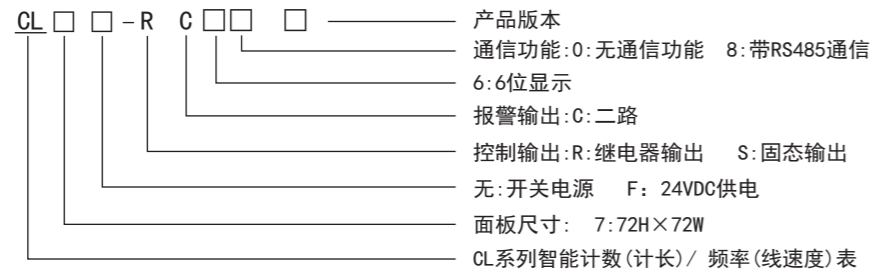 CL□ □-R C□□ □
产品版本
通信功能:0:无通信功能 8:带RS485通信
6:6位显示
报警输出:C:二路
控制输出:R:继电器输出 S:固态输出
无:开关电源 F: 24VDC供电
面板尺寸: 7:72H×72W
CL系列智能计数(计长)/ 频率(线速度)表